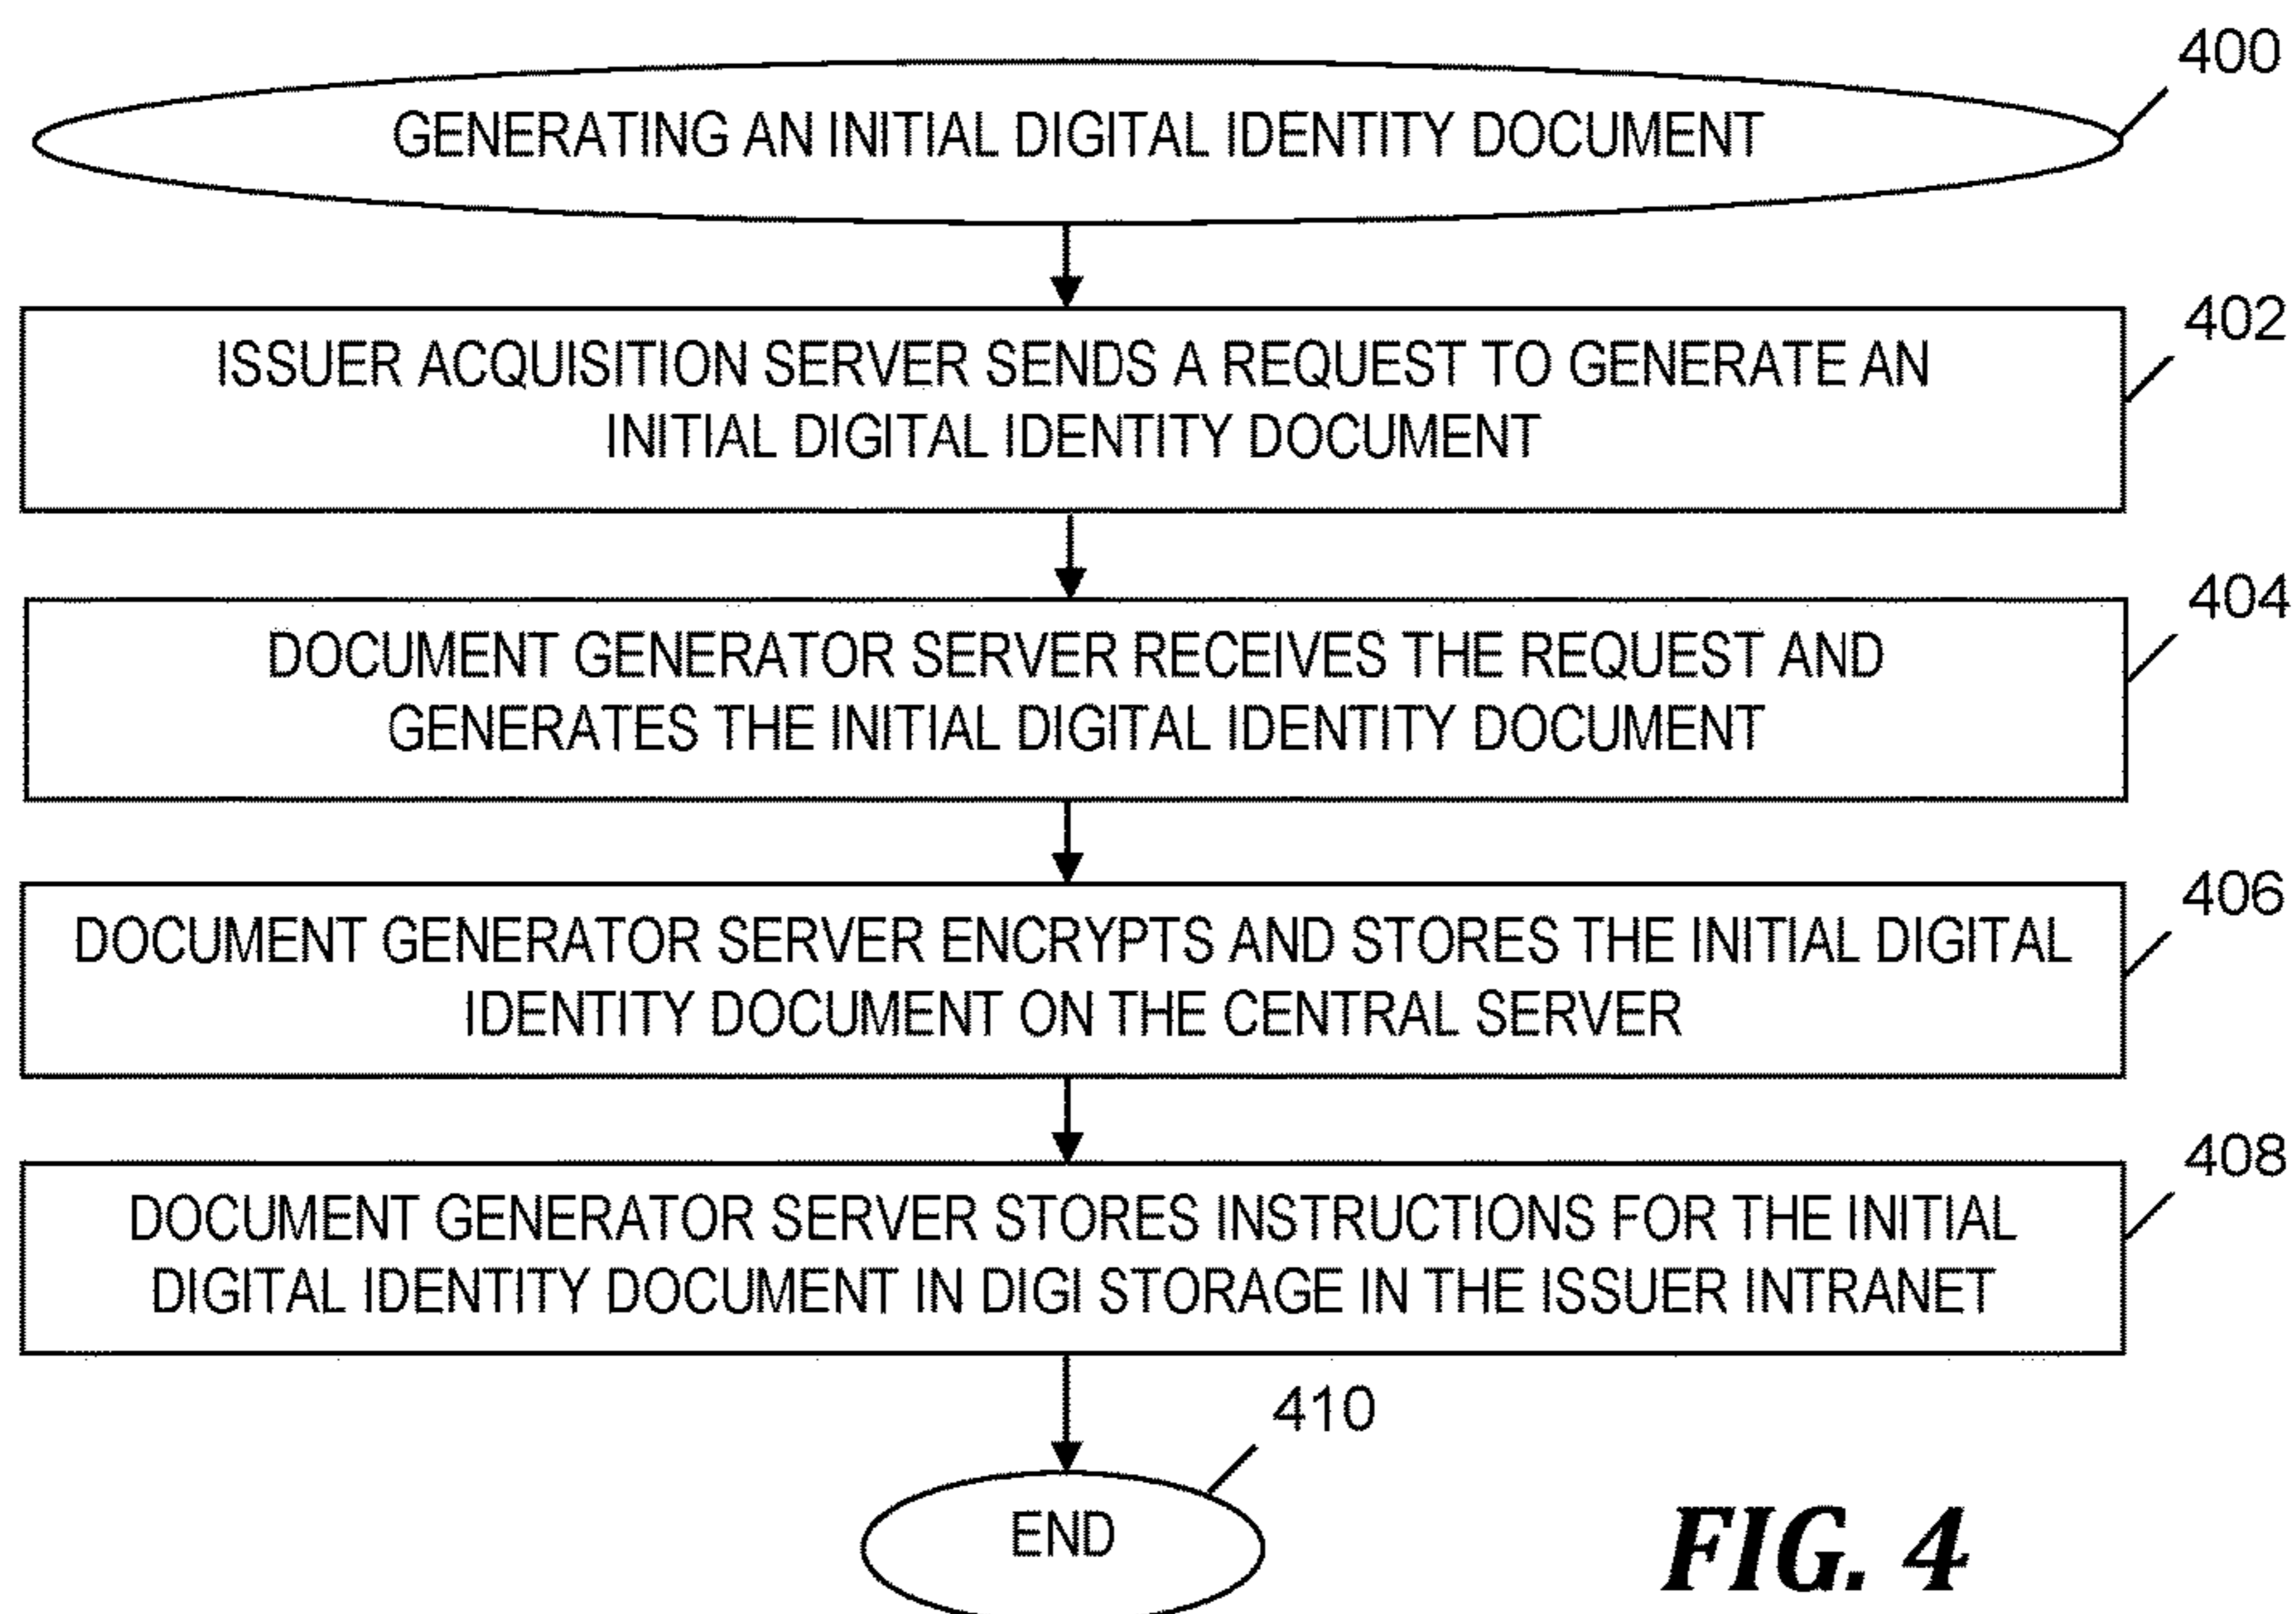 400
GENERATING AN INITIAL DIGITAL IDENTITY DOCUMENT
402
ISSUER ACQUISITION SERVER SENDS A REQUEST TO GENERATE AN
INITIAL DIGITAL IDENTITY DOCUMENT
404
DOCUMENT GENERATOR SERVER RECEIVES THE REQUEST AND
GENERATES THE INITIAL DIGITAL IDENTITY DOCUMENT
406
DOCUMENT GENERATOR SERVER ENCRYPTS AND STORES THE INITIAL DIGITAL
IDENTITY DOCUMENT ON THE CENTRAL SERVER
408
DOCUMENT GENERATOR SERVER STORES INSTRUCTIONS FOR THE INITIAL
DIGITAL IDENTITY DOCUMENT IN DIGI STORAGE IN THE ISSUER INTRANET
410
END
FIG. 4